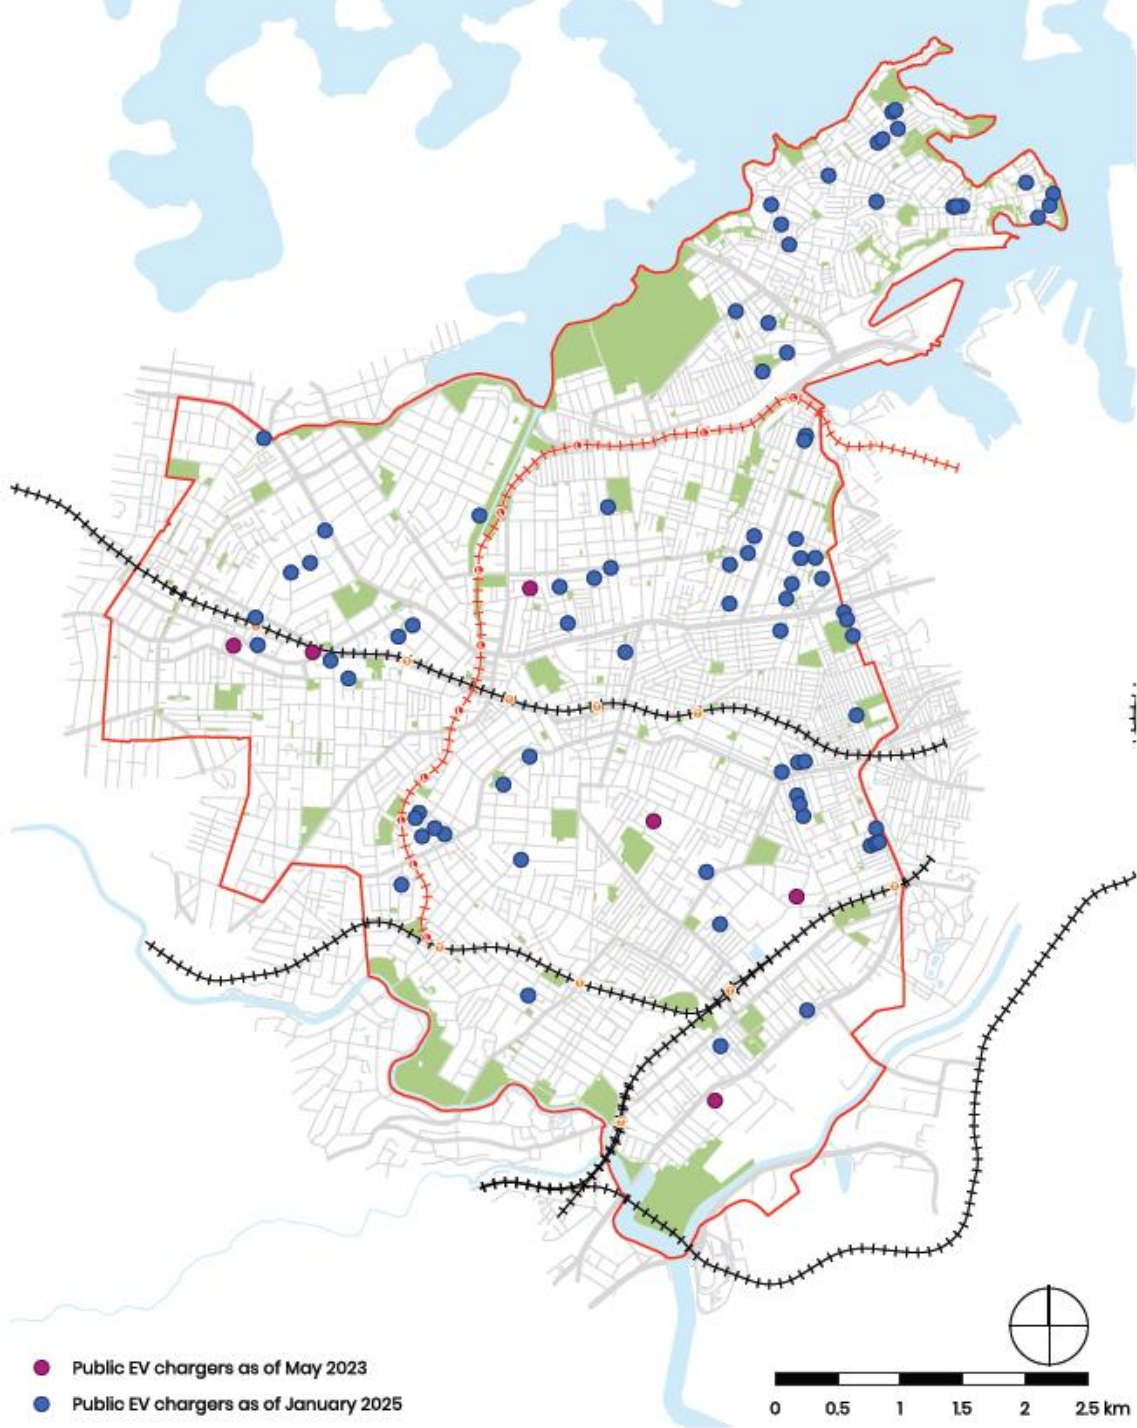 Public EV chargers as of May 2023
Public EV chargers as of January 2025
0 0.5 1 1.5 2 2.5 km